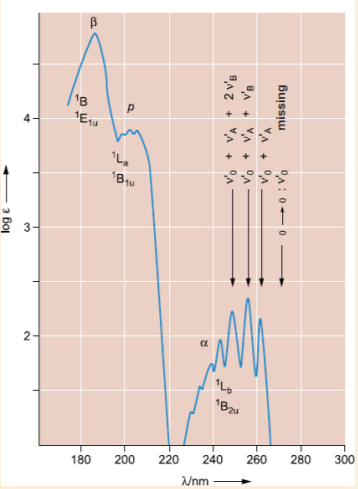 β
¹B
¹E₁ᵤ
p
¹Lₐ
¹B₁ᵤ
α
¹L_b
¹B₂ᵤ
ν'₀ + ν'_A + 2 ν'_B
ν'₀ + ν'_A + ν'_B
ν'₀ + ν'_A
0 → 0 : ν'₀ missing
log ε →
4
3
2
180 200 220 240 260 280 300
λ/nm →